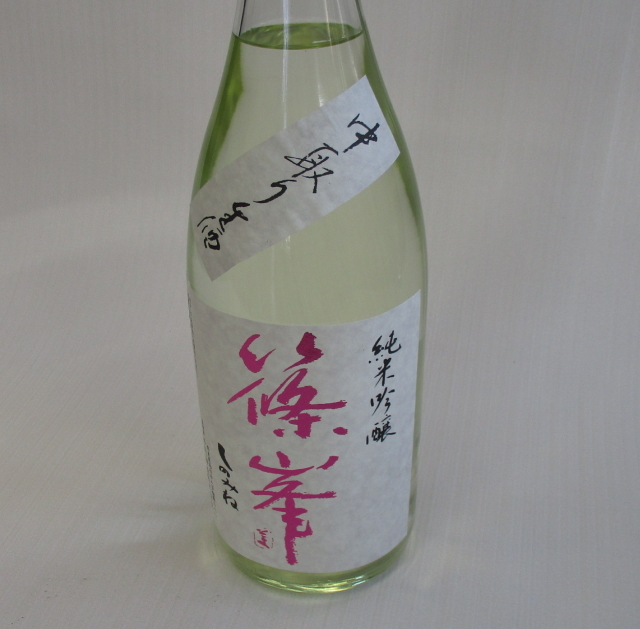 中取り生酒
純米吟醸
篠峯
しのみね